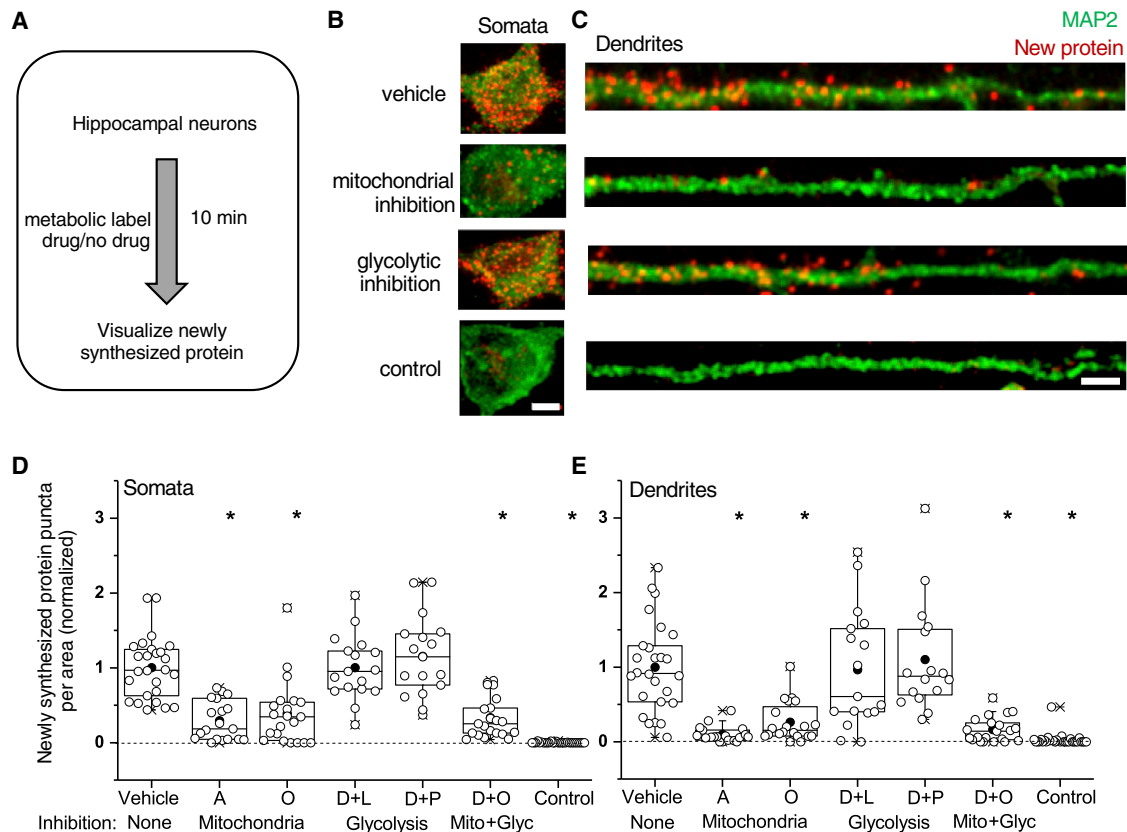 A
Hippocampal neurons
metabolic label
drug/no drug
10 min
Visualize newly
synthesized protein
B
Somata
vehicle
mitochondrial
inhibition
glycolytic
inhibition
control
C
MAP2
Dendrites
New protein
D
Somata
Newly synthesized protein puncta
per area (normalized)
3
2
1
0
* * * *
Vehicle A O D+L D+P D+O Control
Inhibition: None Mitochondria Glycolysis Mito+Glyc
E
Dendrites
3
2
1
0
* * * *
Vehicle A O D+L D+P D+O Control
None Mitochondria Glycolysis Mito+Glyc